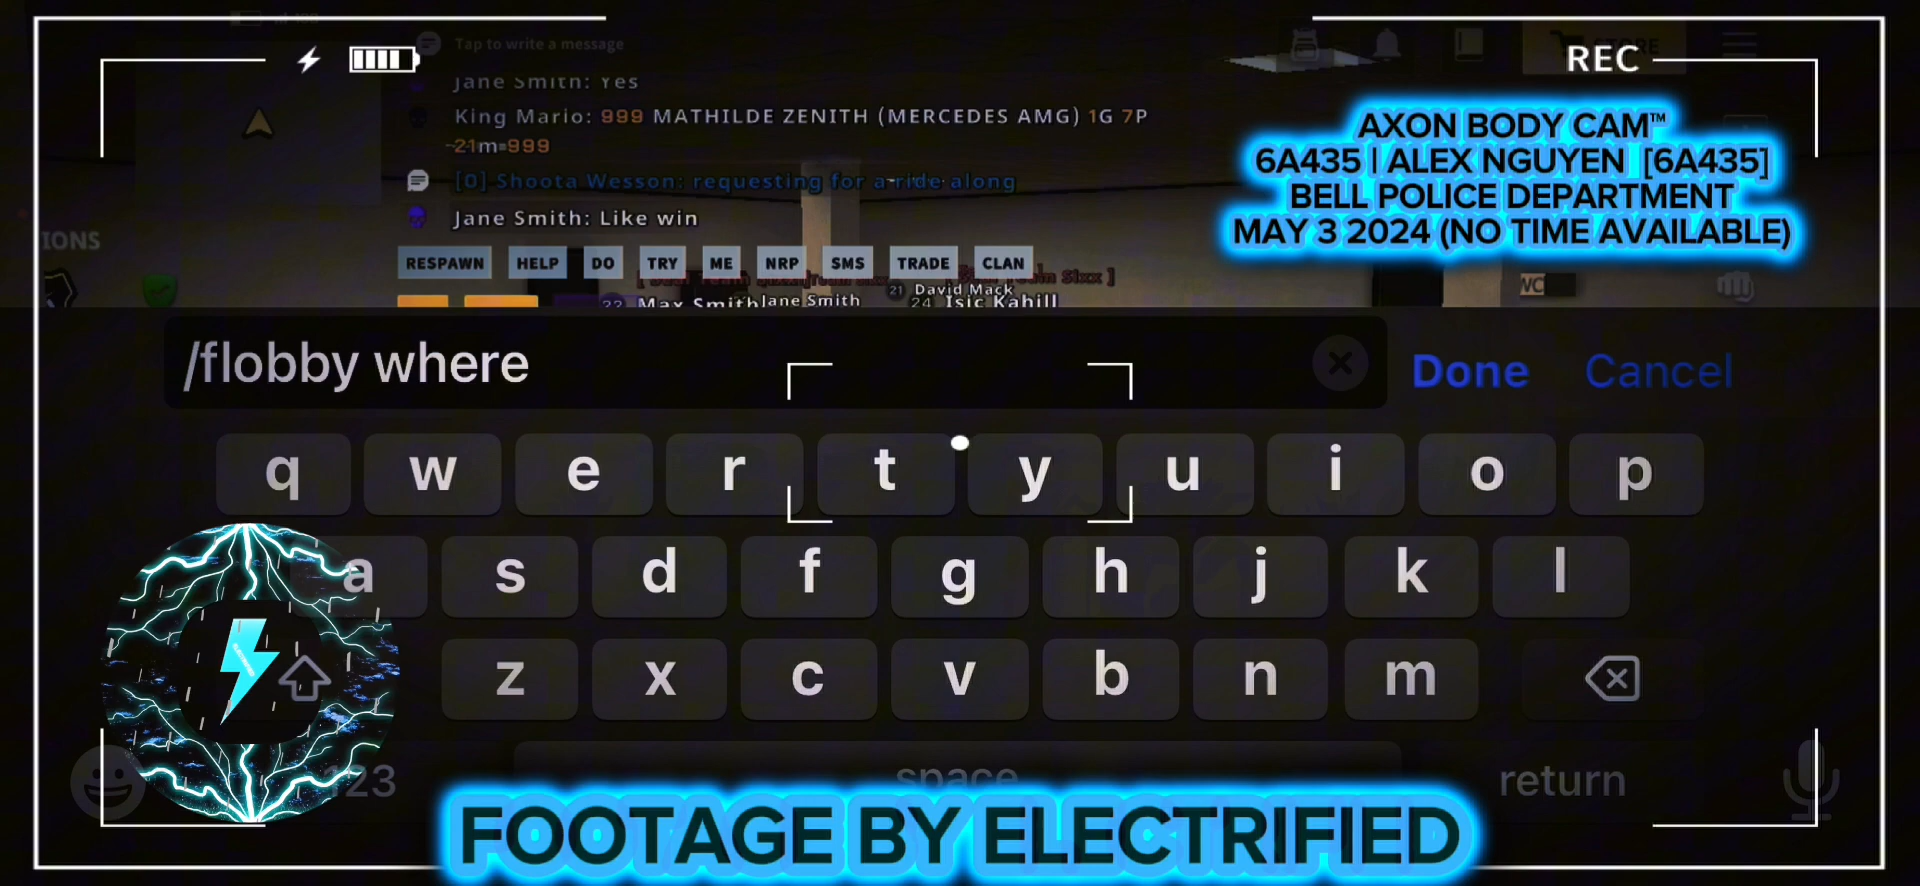 Tap to write a message
REC
STORE
Jane Smith: Yes
King Mario: 999 MATHILDE ZENITH (MERCEDES AMG) 1G 7P
-21m-999
AXON BODY CAM™
6A435 | ALEX NGUYEN [6A435]
BELL POLICE DEPARTMENT
MAY 3 2024 (NO TIME AVAILABLE)
[0] Shoota Wesson: requesting for a ride along
Jane Smith: Like win
IONS
RESPAWN HELP DO TRY ME NRP SMS TRADE CLAN
21 David Mack
22 Max Smith Jane Smith 24 Isic Kahill
/flobby where
Done Cancel
q w e r t y u i o p
a s d f g h j k l
z x c v b n m
123 space return
FOOTAGE BY ELECTRIFIED